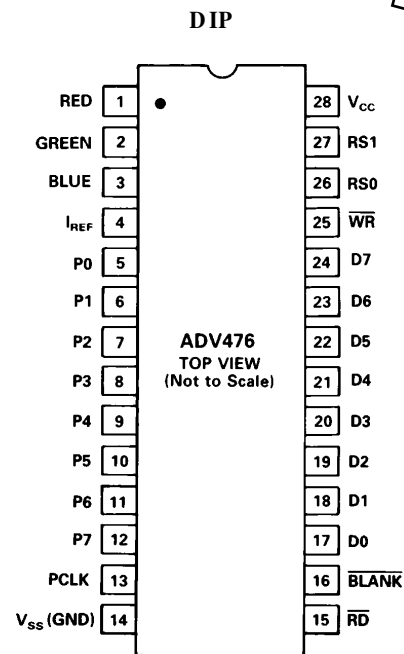 DIP
RED 1
GREEN 2
BLUE 3
IREF 4
P0 5
P1 6
P2 7
P3 8
P4 9
P5 10
P6 11
P7 12
PCLK 13
VSS (GND) 14
ADV476
TOP VIEW
(Not to Scale)
28 VCC
27 RS1
26 RS0
25 W̅R̅
24 D7
23 D6
22 D5
21 D4
20 D3
19 D2
18 D1
17 D0
16 B̅L̅A̅N̅K̅
15 R̅D̅